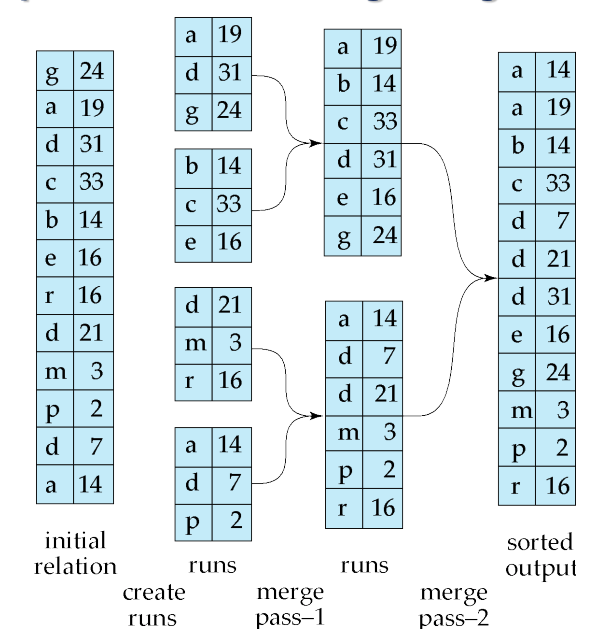 g 24
a 19
d 31
c 33
b 14
e 16
r 16
d 21
m 3
p 2
d 7
a 14
initial
relation
a 19
d 31
g 24
b 14
c 33
e 16
d 21
m 3
r 16
a 14
d 7
p 2
runs
create
runs
a 19
b 14
c 33
d 31
e 16
g 24
a 14
d 7
d 21
m 3
p 2
r 16
runs
merge
pass–1
a 14
a 19
b 14
c 33
d 7
d 21
d 31
e 16
g 24
m 3
p 2
r 16
sorted
output
merge
pass–2